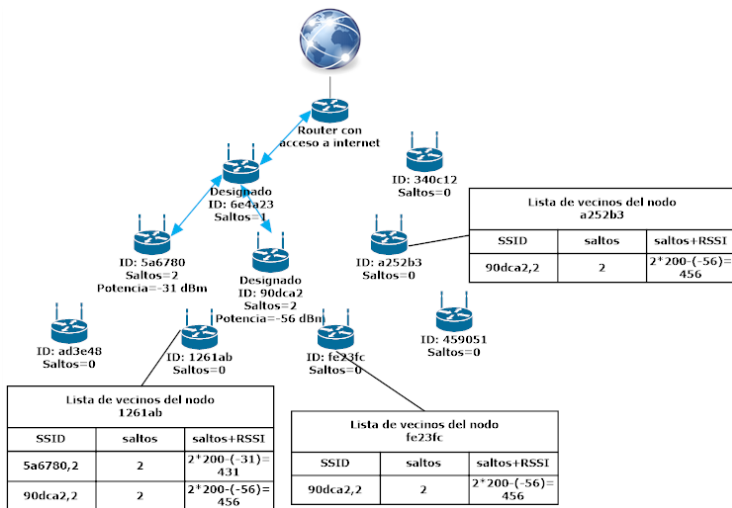 Router con
acceso a internet
Designado
ID: 6e4a23
Saltos=1
ID: 340c12
Saltos=0
ID: 5a6780
Saltos=2
Potencia=-31 dBm
Designado
ID: 90dca2
Saltos=2
Potencia=-56 dBm
ID: a252b3
Saltos=0
Lista de vecinos del nodo
a252b3
SSID saltos saltos+RSSI
90dca2,2 2 2*200-(-56)=
456
ID: ad3e48
Saltos=0
ID: 1261ab
Saltos=0
ID: fe23fc
Saltos=0
ID: 459051
Saltos=0
Lista de vecinos del nodo
1261ab
SSID saltos saltos+RSSI
5a6780,2 2 2*200-(-31)=
431
90dca2,2 2 2*200-(-56)=
456
Lista de vecinos del nodo
fe23fc
SSID saltos saltos+RSSI
90dca2,2 2 2*200-(-56)=
456